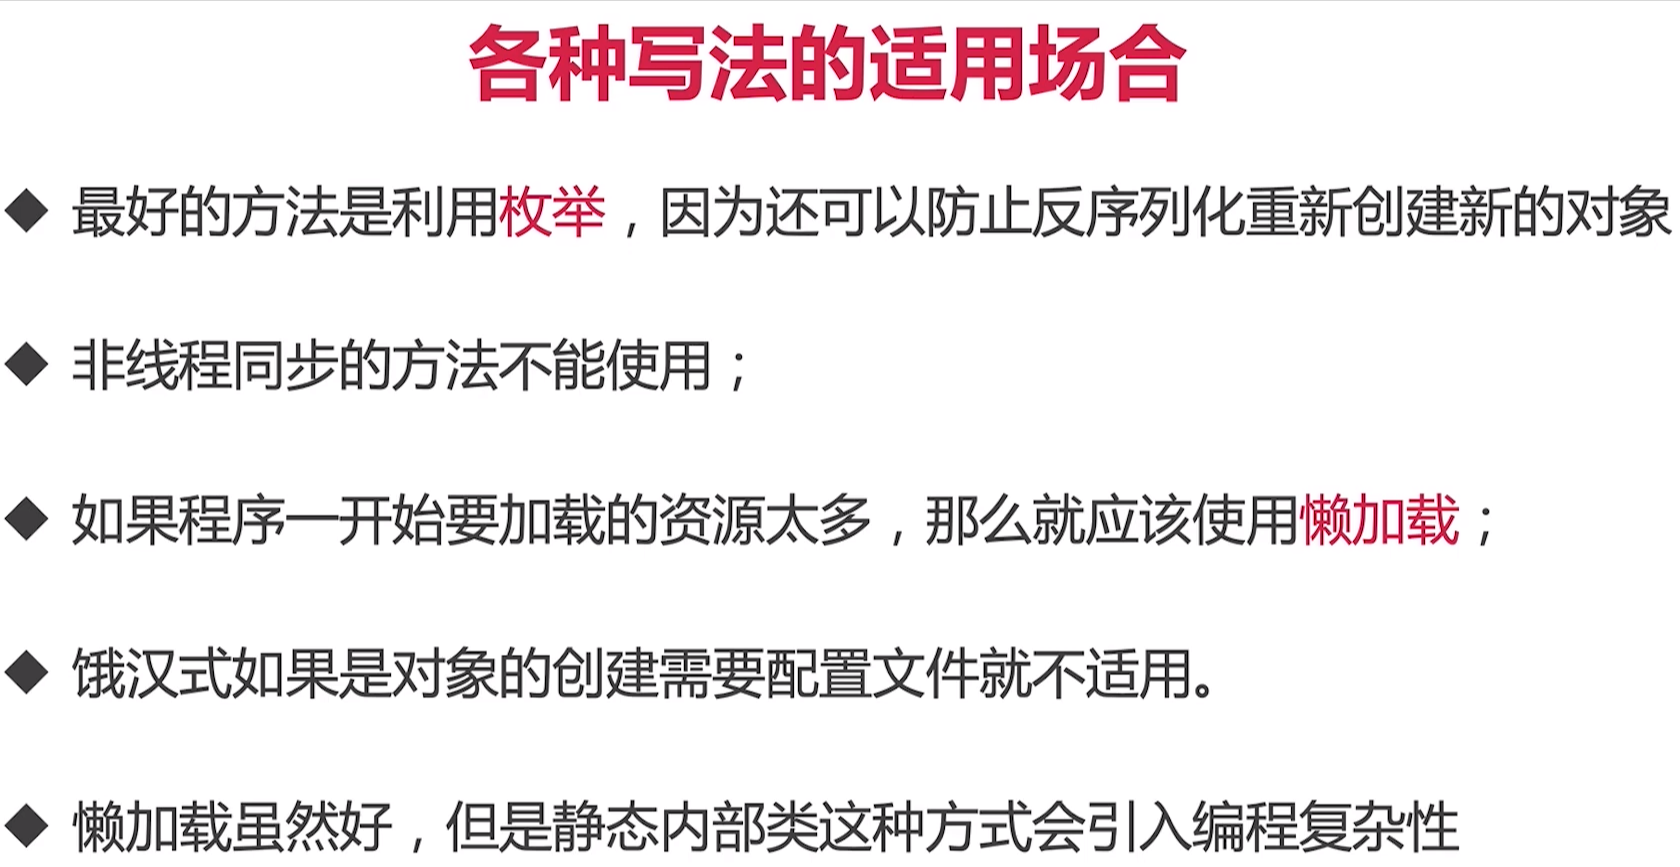 各种写法的适用场合
◆ 最好的方法是利用枚举，因为还可以防止反序列化重新创建新的对象
◆ 非线程同步的方法不能使用；
◆ 如果程序一开始要加载的资源太多，那么就应该使用懒加载；
◆ 饿汉式如果是对象的创建需要配置文件就不适用。
◆ 懒加载虽然好，但是静态内部类这种方式会引入编程复杂性